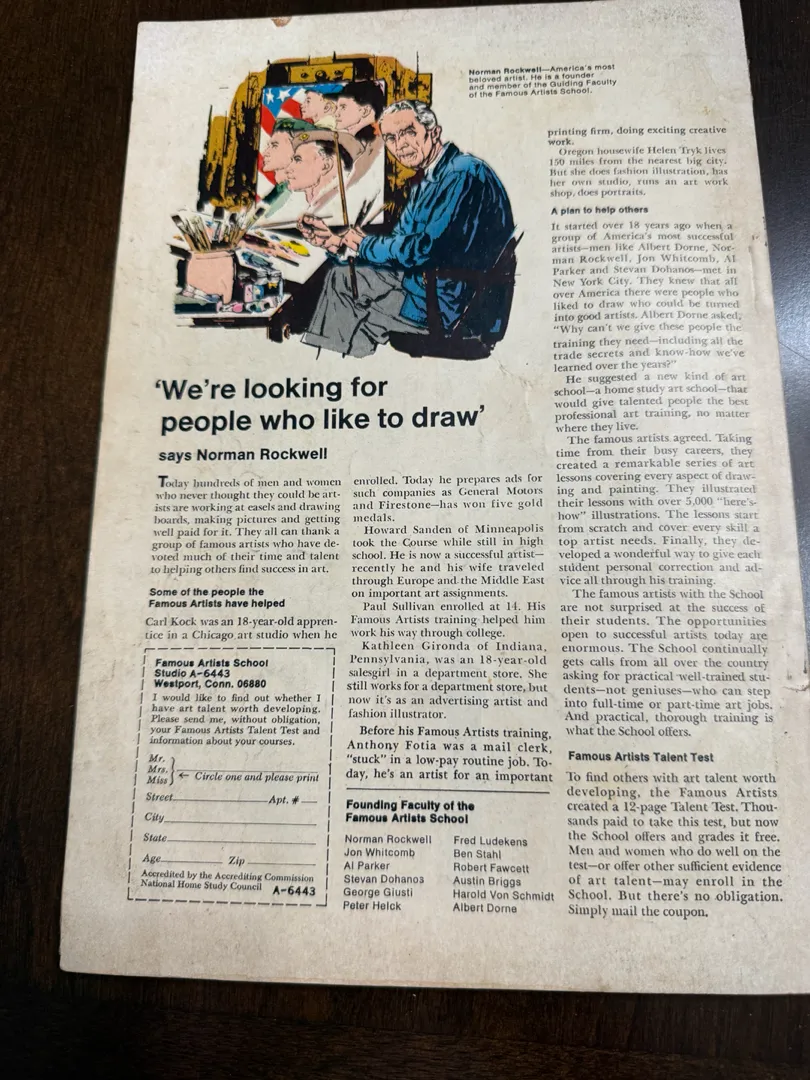 Norman Rockwell—America's most
beloved artist. He is a founder
and member of the Guiding Faculty
of the Famous Artists School.
'We're looking for
people who like to draw'
says Norman Rockwell
Today hundreds of men and women
who never thought they could be art-
ists are working at easels and drawing
boards, making pictures and getting
well paid for it. They all can thank a
group of famous artists who have de-
voted much of their time and talent
to helping others find success in art.
Some of the people the
Famous Artists have helped
Carl Kock was an 18-year-old appren-
tice in a Chicago art studio when he
enrolled. Today he prepares ads for
such companies as General Motors
and Firestone—has won five gold
medals.
Howard Sanden of Minneapolis
took the Course while still in high
school. He is now a successful artist—
recently he and his wife traveled
through Europe and the Middle East
on important art assignments.
Paul Sullivan enrolled at 14. His
Famous Artists training helped him
work his way through college.
Kathleen Gironda of Indiana,
Pennsylvania, was an 18-year-old
salesgirl in a department store. She
still works for a department store, but
now it's as an advertising artist and
fashion illustrator.
Before his Famous Artists training,
Anthony Fotia was a mail clerk,
"stuck" in a low-pay routine job. To-
day, he's an artist for an important
printing firm, doing exciting creative
work.
Oregon housewife Helen Tryk lives
150 miles from the nearest big city.
But she does fashion illustration, has
her own studio, runs an art work
shop, does portraits.
A plan to help others
It started over 18 years ago when a
group of America's most successful
artists—men like Albert Dorne, Nor-
man Rockwell, Jon Whitcomb, Al
Parker and Stevan Dohanos—met in
New York City. They knew that all
over America there were people who
liked to draw who could be turned
into good artists. Albert Dorne asked,
"Why can't we give these people the
training they need—including all the
trade secrets and know-how we've
learned over the years?"
He suggested a new kind of art
school—a home study art school—that
would give talented people the best
professional art training, no matter
where they live.
The famous artists agreed. Taking
time from their busy careers, they
created a remarkable series of art
lessons covering every aspect of draw-
ing and painting. They illustrated
their lessons with over 5,000 "here's-
how" illustrations. The lessons start
from scratch and cover every skill a
top artist needs. Finally, they de-
veloped a wonderful way to give each
student personal correction and ad-
vice all through his training.
The famous artists with the School
are not surprised at the success of
their students. The opportunities
open to successful artists today are
enormous. The School continually
gets calls from all over the country
asking for practical well-trained stu-
dents—not geniuses—who can step
into full-time or part-time art jobs.
And practical, thorough training is
what the School offers.
Famous Artists Talent Test
To find others with art talent worth
developing, the Famous Artists
created a 12-page Talent Test. Thou-
sands paid to take this test, but now
the School offers and grades it free.
Men and women who do well on the
test—or offer other sufficient evidence
of art talent—may enroll in the
School. But there's no obligation.
Simply mail the coupon.
Famous Artists School
Studio A-6443
Westport, Conn. 06880
I would like to find out whether I
have art talent worth developing.
Please send me, without obligation,
your Famous Artists Talent Test and
information about your courses.
Mr.
Mrs.
Miss ← Circle one and please print
Street Apt. #
City
State
Age Zip
Accredited by the Accrediting Commission
National Home Study Council A-6443
Founding Faculty of the
Famous Artists School
Norman Rockwell
Jon Whitcomb
Al Parker
Stevan Dohanos
George Giusti
Peter Helck
Fred Ludekens
Ben Stahl
Robert Fawcett
Austin Briggs
Harold Von Schmidt
Albert Dorne